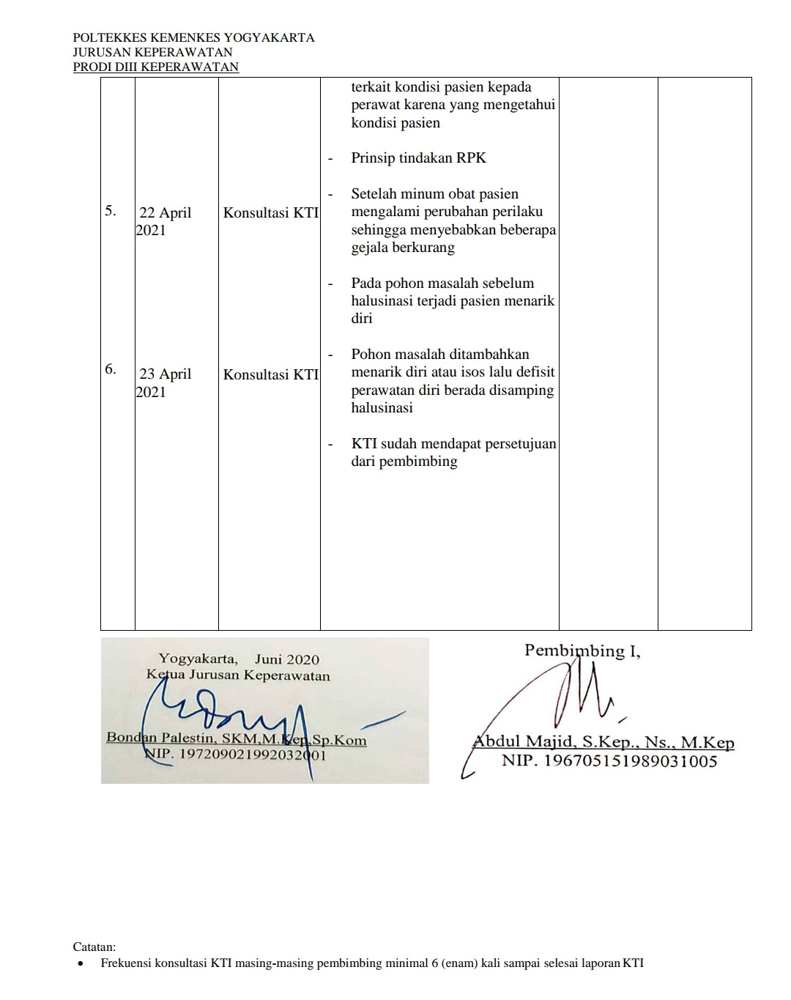 POLTEKKES KEMENKES YOGYAKARTA
JURUSAN KEPERAWATAN
PRODI DIII KEPERAWATAN
terkait kondisi pasien kepada
perawat karena yang mengetahui
kondisi pasien
- Prinsip tindakan RPK
5.
22 April
2021
Konsultasi KTI
- Setelah minum obat pasien
mengalami perubahan perilaku
sehingga menyebabkan beberapa
gejala berkurang
- Pada pohon masalah sebelum
halusinasi terjadi pasien menarik
diri
6.
23 April
2021
Konsultasi KTI
- Pohon masalah ditambahkan
menarik diri atau isos lalu defisit
perawatan diri berada disamping
halusinasi
- KTI sudah mendapat persetujuan
dari pembimbing
Yogyakarta, Juni 2020
Ketua Jurusan Keperawatan
Bondan Palestin, SKM,M.Kep,Sp.Kom
NIP. 197209021992032001
Pembimbing I,
Abdul Majid, S.Kep., Ns., M.Kep
NIP. 196705151989031005
Catatan:
• Frekuensi konsultasi KTI masing-masing pembimbing minimal 6 (enam) kali sampai selesai laporan KTI